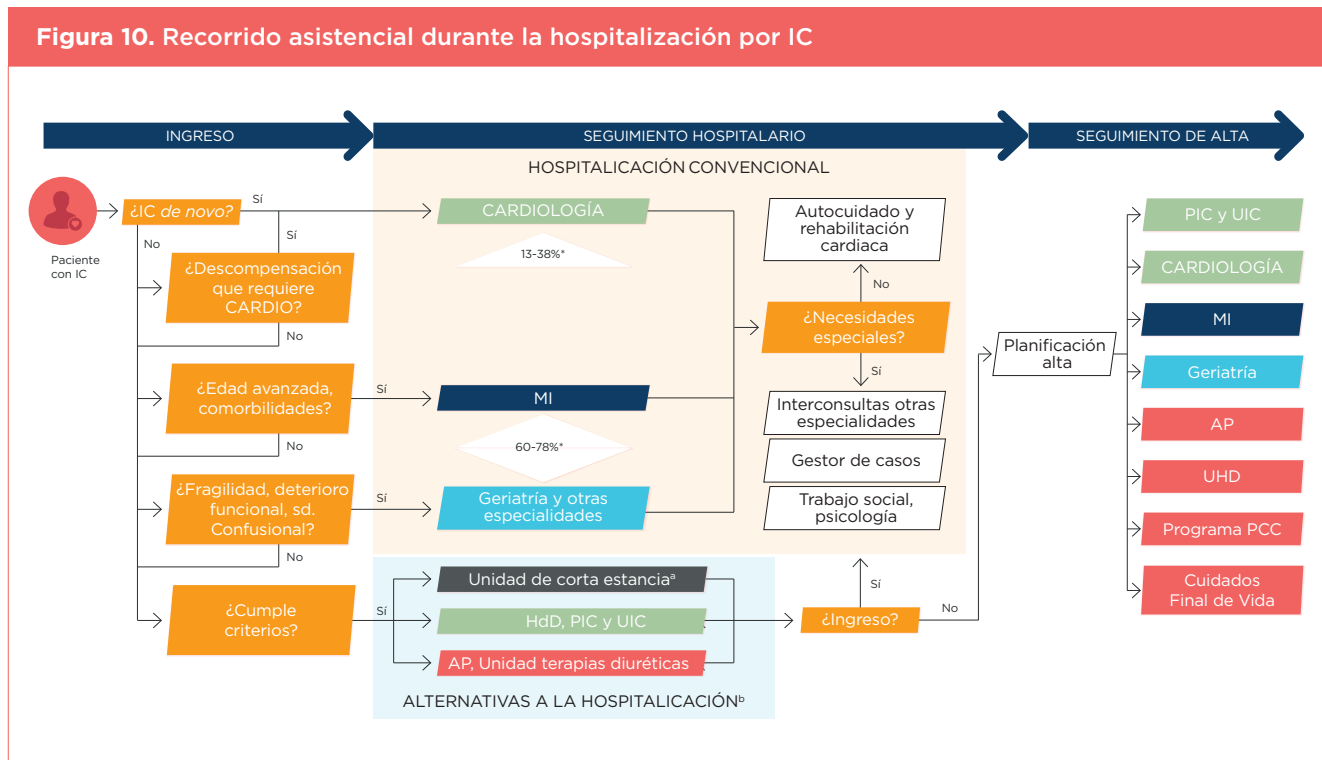 Figura 10. Recorrido asistencial durante la hospitalización por IC
INGRESO
SEGUIMIENTO HOSPITALARIO
SEGUIMIENTO DE ALTA
HOSPITALICACIÓN CONVENCIONAL
Paciente
con IC
¿IC de novo?
Sí
No
Sí
¿Descompensación
que requiere
CARDIO?
No
¿Edad avanzada,
comorbilidades?
Sí
No
¿Fragilidad, deterioro
funcional, sd.
Confusional?
Sí
No
¿Cumple
criterios?
Sí
CARDIOLOGÍA
13-38%*
MI
60-78%*
Geriatría y otras
especialidades
Autocuidado y
rehabilitación
cardiaca
No
¿Necesidades
especiales?
Sí
Interconsultas otras
especialidades
Gestor de casos
Trabajo social,
psicología
Sí
Unidad de corta estanciaª
HdD, PIC y UIC
AP, Unidad terapias diuréticas
ALTERNATIVAS A LA HOSPITALICACIÓNᵇ
¿Ingreso?
No
Planificación
alta
PIC y UIC
CARDIOLOGÍA
MI
Geriatría
AP
UHD
Programa PCC
Cuidados
Final de Vida